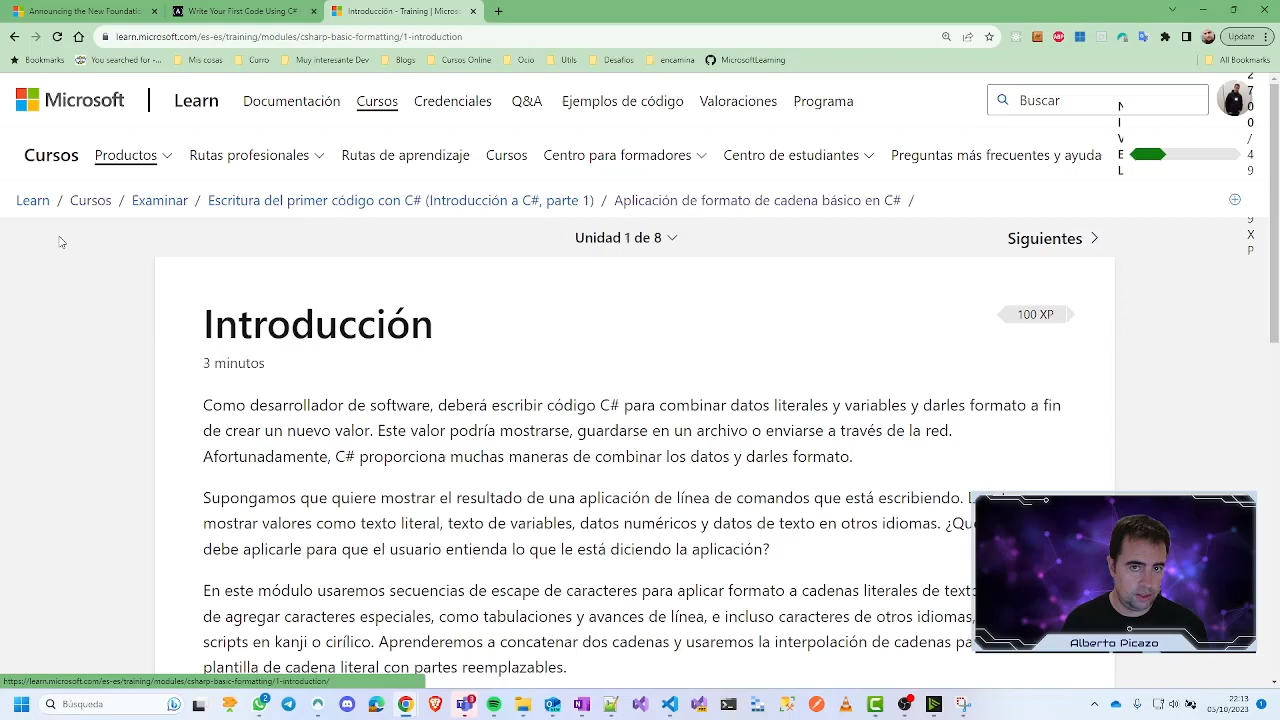 Announcing the New Foundatic
Write Your First Code Using C#
Introducción - Training | Micros
learn.microsoft.com/es-es/training/modules/csharp-basic-formatting/1-introduction
Update
Bookmarks
You searched for -...
Mis cosas
Curro
Muy interesante Dev
Blogs
Cursos Online
Ocio
Utils
Desafios
encamina
MicrosoftLearning
All Bookmarks
Microsoft
Learn
Documentación
Cursos
Credenciales
Q&A
Ejemplos de código
Valoraciones
Programa
Buscar
Cursos
Productos
Rutas profesionales
Rutas de aprendizaje
Cursos
Centro para formadores
Centro de estudiantes
Preguntas más frecuentes y ayuda
Learn / Cursos / Examinar / Escritura del primer código con C# (Introducción a C#, parte 1) / Aplicación de formato de cadena básico en C# /
Unidad 1 de 8
Siguientes
Introducción
100 XP
3 minutos
Como desarrollador de software, deberá escribir código C# para combinar datos literales y variables y darles formato a fin
de crear un nuevo valor. Este valor podría mostrarse, guardarse en un archivo o enviarse a través de la red.
Afortunadamente, C# proporciona muchas maneras de combinar los datos y darles formato.
Supongamos que quiere mostrar el resultado de una aplicación de línea de comandos que está escribiendo.
mostrar valores como texto literal, texto de variables, datos numéricos y datos de texto en otros idiomas. ¿Qu
debe aplicarle para que el usuario entienda lo que le está diciendo la aplicación?
En este módulo usaremos secuencias de escape de caracteres para aplicar formato a cadenas literales de text
de agregar caracteres especiales, como tabulaciones y avances de línea, e incluso caracteres de otros idiomas,
scripts en kanji o cirílico. Aprenderemos a concatenar dos cadenas y usaremos la interpolación de cadenas pa
plantilla de cadena literal con partes reemplazables.
Alberto Picazo
https://learn.microsoft.com/es-es/training/modules/csharp-basic-formatting/1-introduction/
Búsqueda
22:13
05/10/2023